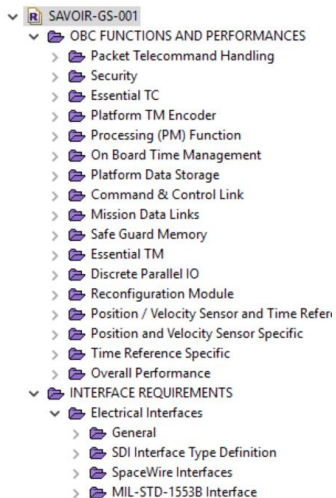 SAVOIR-GS-001
OBC FUNCTIONS AND PERFORMANCES
Packet Telecommand Handling
Security
Essential TC
Platform TM Encoder
Processing (PM) Function
On Board Time Management
Platform Data Storage
Command & Control Link
Mission Data Links
Safe Guard Memory
Essential TM
Discrete Parallel IO
Reconfiguration Module
Position / Velocity Sensor and Time Refere
Position and Velocity Sensor Specific
Time Reference Specific
Overall Performance
INTERFACE REQUIREMENTS
Electrical Interfaces
General
SDI Interface Type Definition
SpaceWire Interfaces
MIL-STD-1553B Interface